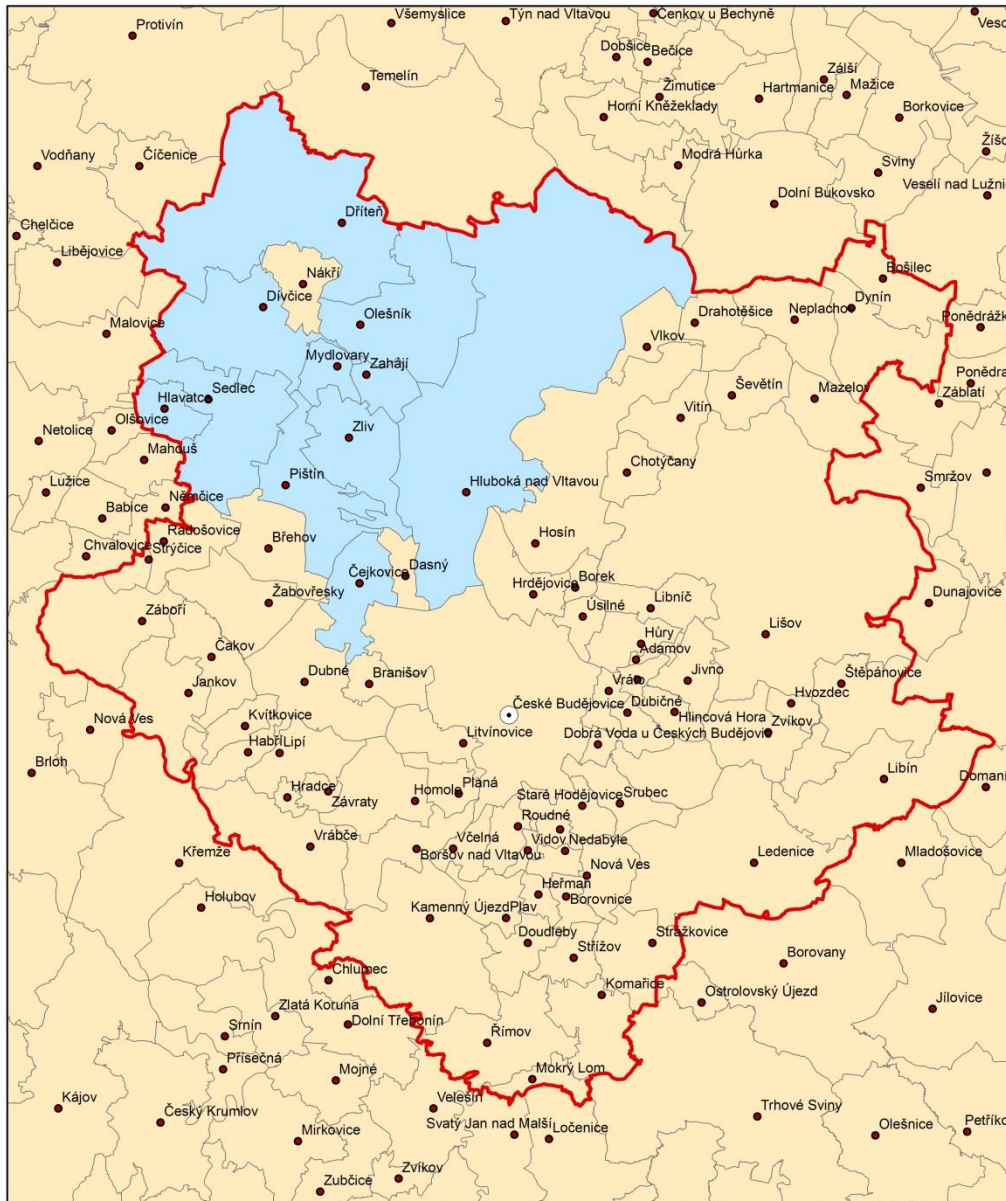 Protivín
Všemyslice
Týn nad Vltavou
Čenkov u Bechyně
Dobšice
Bečice
Temelín
Zálší
Mažice
Žimutice
Hartmanice
Horní Kněžeklady
Borkovice
Vodňany
Číčenice
Modrá Hůrka
Sviny
Veselí nad Lužni
Dolní Bukovsko
Chelčice
Dříteň
Libějovice
Bošilec
Nákří
Dívčice
Olešník
Drahotěšice
Neplachov
Dynín
Ponědrážk
Malovice
Vlkov
Mydlovary
Zahájí
Ponědra
Hlavatce
Sedlec
Ševětín
Mazelov
Záblatí
Olšovice
Vitín
Netolice
Zliv
Mahouš
Chotýčany
Lužice
Pištín
Hluboká nad Vltavou
Smržov
Babice
Němčice
Radošovice
Hosín
Chvalovice
Strýčice
Břehov
Čejkovice
Dasný
Hrdějovice
Borek
Žabovřesky
Libníč
Dunajovice
Úsilné
Záboří
Lišov
Hůry
Adamov
Čakov
Jankov
Dubné
Branišov
Vráto
Jivno
Štěpánovice
Hvozdec
České Budějovice
Dubičné
Hlincová Hora
Nová Ves
Kvítkovice
Litvínovice
Dobrá Voda u Českých Budějovic
Zvíkov
Habří
Lipí
Brloh
Libín
Domaní
Hradce
Závraty
Homole
Planá
Staré Hodějovice
Srubec
Roudné
Vrábče
Včelná
Boršov nad Vltavou
Vidov
Nedabyle
Křemže
Ledenice
Mladošovice
Nová Ves
Heřmaň
Borovnice
Holubov
Kamenný Újezd
Plav
Doudleby
Strážkovice
Střížov
Borovany
Chlumec
Komařice
Ostrolovský Újezd
Zlatá Koruna
Jílovice
Dolní Třebonín
Srnín
Římov
Přísečná
Mojné
Mokrý Lom
Kájov
Velešín
Trhové Sviny
Český Krumlov
Svatý Jan nad Malší
Ločenice
Olešnice
Petříko
Mirkovice
Zvíkov
Zubčice